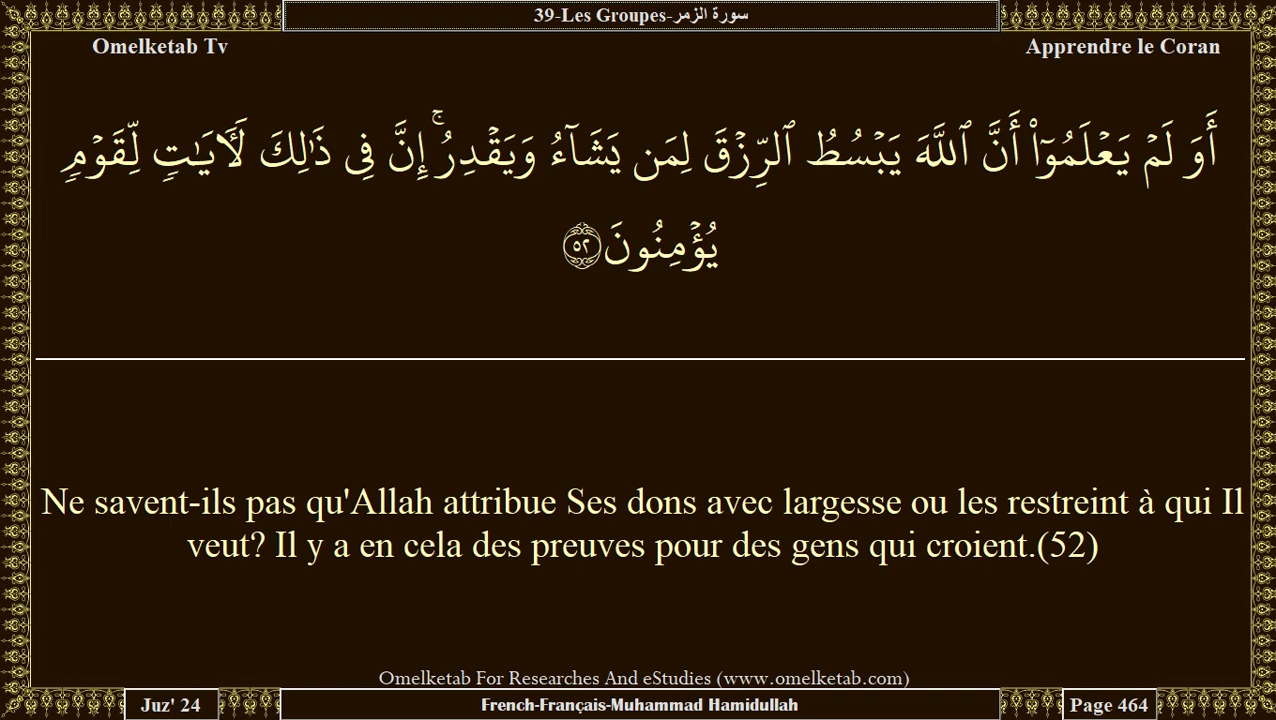 39-Les Groupes-سورة الزمر
Omelketab Tv
Apprendre le Coran
أَوَ لَمۡ يَعۡلَمُوٓاْ أَنَّ ٱللَّهَ يَبۡسُطُ ٱلرِّزۡقَ لِمَن يَشَآءُ وَيَقۡدِرُۚ إِنَّ فِي ذَٰلِكَ لَأٓيَٰتٖ لِّقَوۡمٖ
يُؤۡمِنُونَ ٥٢
Ne savent-ils pas qu'Allah attribue Ses dons avec largesse ou les restreint à qui Il
veut? Il y a en cela des preuves pour des gens qui croient.(52)
Omelketab For Researches And eStudies (www.omelketab.com)
Juz' 24
French-Français-Muhammad Hamidullah
Page 464